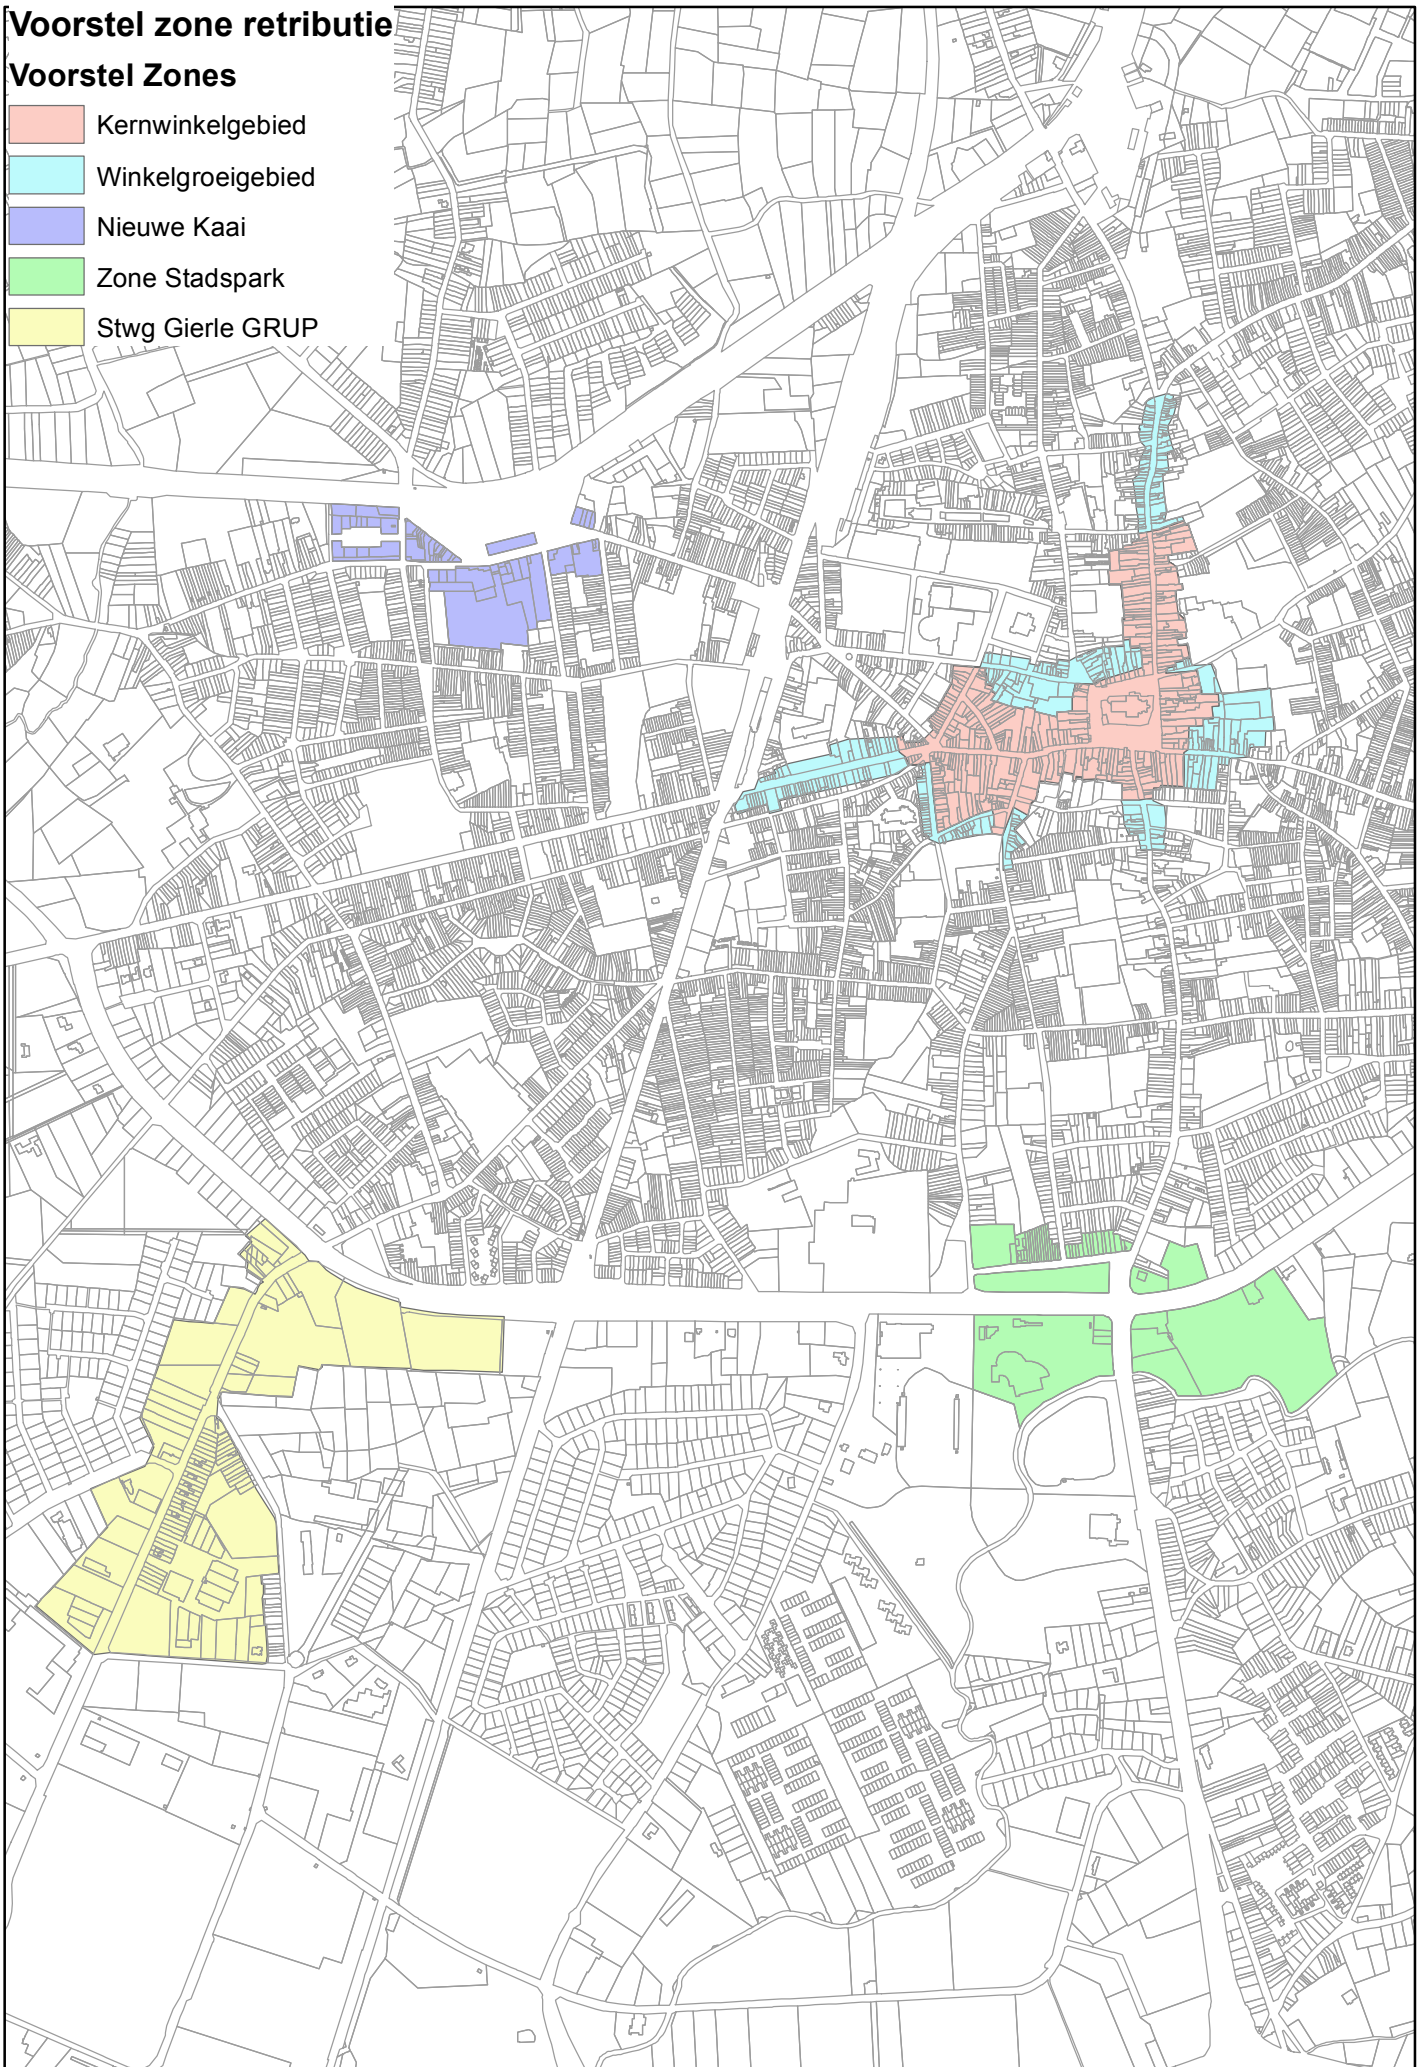 Voorstel zone retributie
Voorstel Zones
Kernwinkelgebied
Winkelgroeigebied
Nieuwe Kaai
Zone Stadspark
Stwg Gierle GRUP